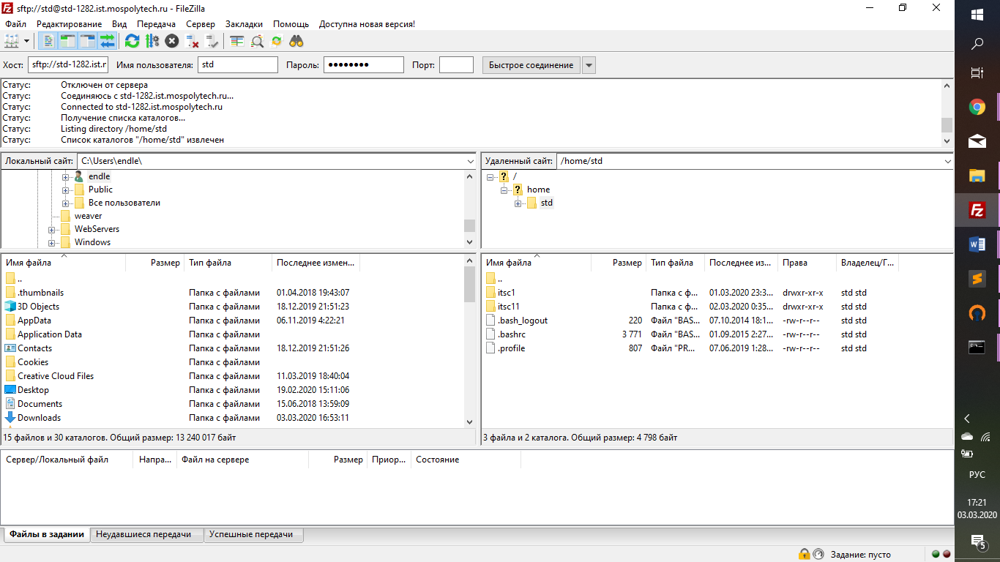 sftp://std@std-1282.ist.mospolytech.ru - FileZilla
Файл Редактирование Вид Передача Сервер Закладки Помощь Доступна новая версия!
Хост: sftp://std-1282.ist.r Имя пользователя: std Пароль: ●●●●●●●● Порт: Быстрое соединение
Статус: Отключен от сервера
Статус: Соединяюсь с std-1282.ist.mospolytech.ru...
Статус: Connected to std-1282.ist.mospolytech.ru
Статус: Получение списка каталогов...
Статус: Listing directory /home/std
Статус: Список каталогов "/home/std" извлечен
Локальный сайт: C:\Users\endle\
endle
Public
Все пользователи
weaver
WebServers
Windows
Удаленный сайт: /home/std
/
home
std
Имя файла Размер Тип файла Последнее измен...
..
.thumbnails Папка с файлами 01.04.2018 19:43:07
3D Objects Папка с файлами 18.12.2019 21:51:23
AppData Папка с файлами 06.11.2019 4:22:21
Application Data Папка с файлами
Contacts Папка с файлами 18.12.2019 21:51:26
Cookies Папка с файлами
Creative Cloud Files Папка с файлами 11.03.2019 18:40:04
Desktop Папка с файлами 19.02.2020 15:11:06
Documents Папка с файлами 15.06.2018 13:59:09
Downloads Папка с файлами 03.03.2020 16:53:11
15 файлов и 30 каталогов. Общий размер: 13 240 017 байт
Имя файла Размер Тип файла Последнее из... Права Владелец/Г...
..
itsc1 Папка с ф... 01.03.2020 23:3... drwxr-xr-x std std
itsc11 Папка с ф... 02.03.2020 0:35... drwxr-xr-x std std
.bash_logout 220 Файл "BAS... 07.10.2014 18:1... -rw-r--r-- std std
.bashrc 3 771 Файл "BAS... 01.09.2015 2:27... -rw-r--r-- std std
.profile 807 Файл "PR... 07.06.2019 1:28... -rw-r--r-- std std
3 файла и 2 каталога. Общий размер: 4 798 байт
Сервер/Локальный файл Напра... Файл на сервере Размер Приор... Состояние
Файлы в задании Неудавшиеся передачи Успешные передачи
Задание: пусто
РУС
17:21
03.03.2020
5